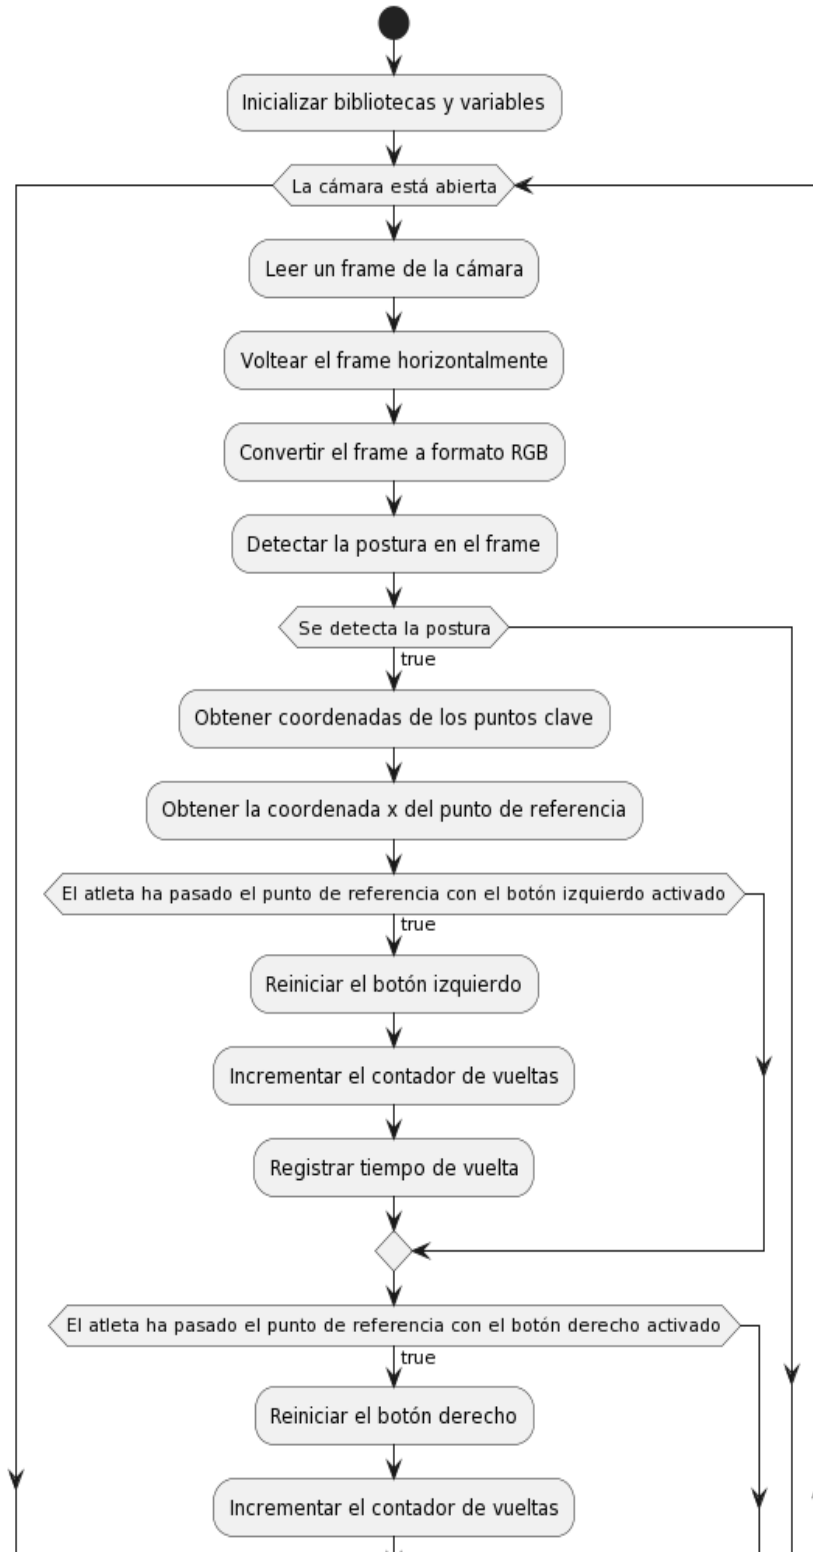 Inicializar bibliotecas y variables
La cámara está abierta
Leer un frame de la cámara
Voltear el frame horizontalmente
Convertir el frame a formato RGB
Detectar la postura en el frame
Se detecta la postura
true
Obtener coordenadas de los puntos clave
Obtener la coordenada x del punto de referencia
El atleta ha pasado el punto de referencia con el botón izquierdo activado
true
Reiniciar el botón izquierdo
Incrementar el contador de vueltas
Registrar tiempo de vuelta
El atleta ha pasado el punto de referencia con el botón derecho activado
true
Reiniciar el botón derecho
Incrementar el contador de vueltas